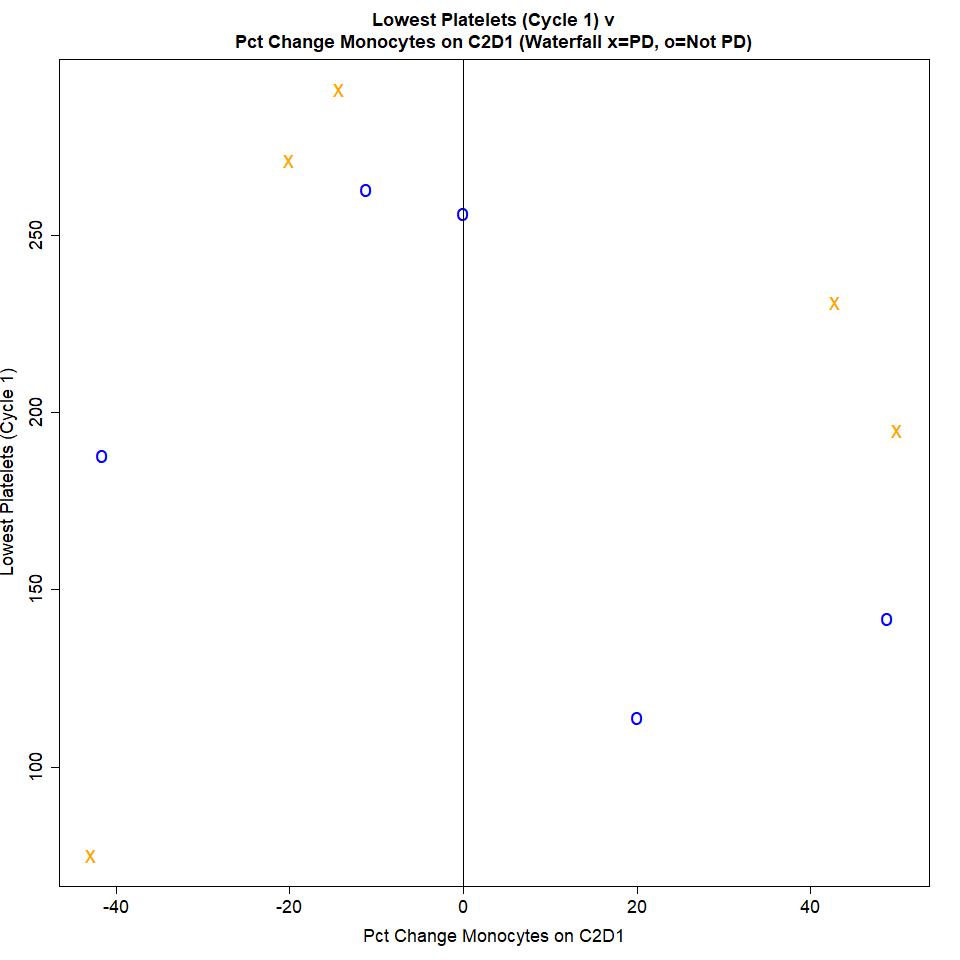 Lowest Platelets (Cycle 1) v
Pct Change Monocytes on C2D1 (Waterfall x=PD, o=Not PD)
Lowest Platelets (Cycle 1)
250
200
150
100
X
X
O
O
X
X
O
O
O
X
-40
-20
0
20
40
Pct Change Monocytes on C2D1